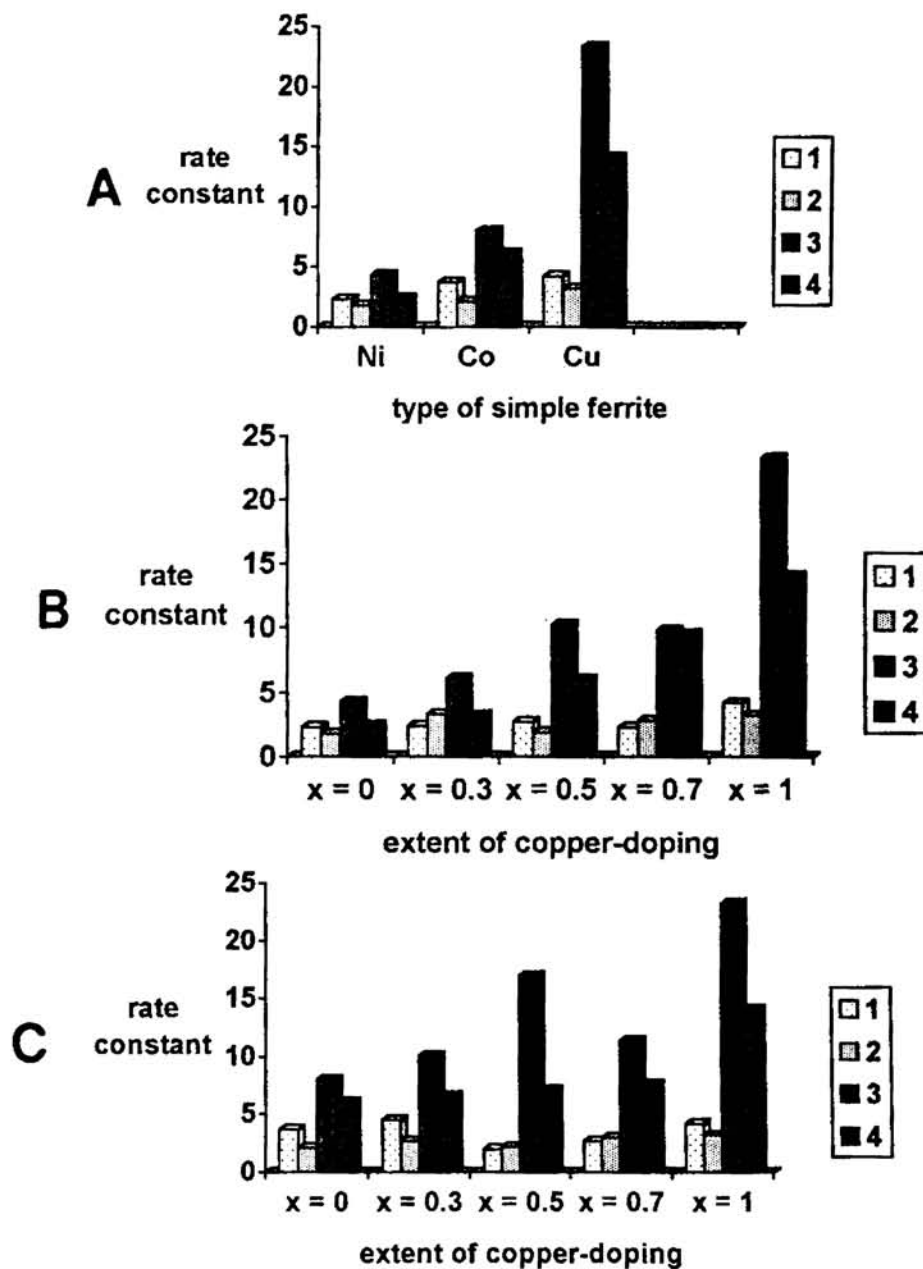 A
rate
constant
25
20
15
10
5
0
Ni Co Cu
type of simple ferrite
1
2
3
4
B
rate
constant
25
20
15
10
5
0
x = 0 x = 0.3 x = 0.5 x = 0.7 x = 1
extent of copper-doping
1
2
3
4
C
rate
constant
25
20
15
10
5
0
x = 0 x = 0.3 x = 0.5 x = 0.7 x = 1
extent of copper-doping
1
2
3
4